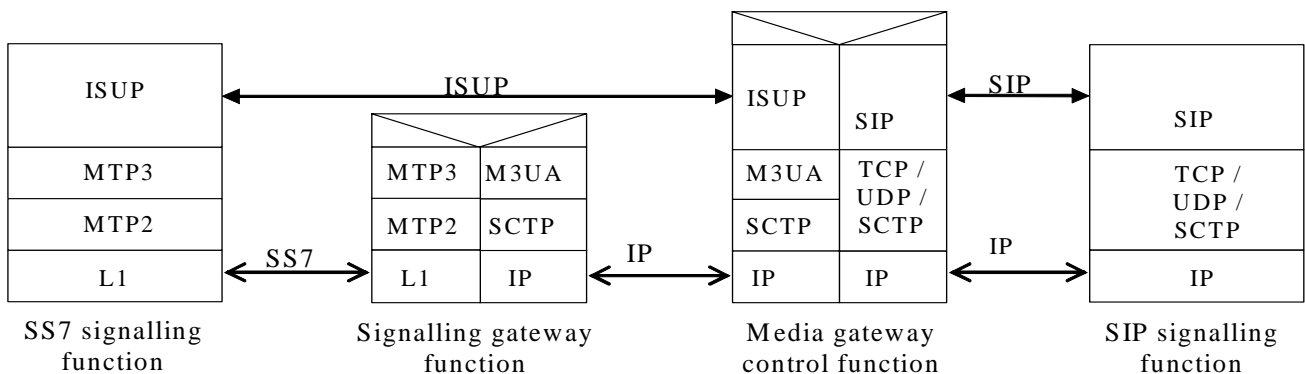 ISUP
MTP3
MTP2
L1
SS7 signalling
function
ISUP
SS7
MTP3
M3UA
MTP2
SCTP
L1
IP
Signalling gateway
function
IP
ISUP
SIP
M3UA
SCTP
TCP /
UDP /
SCTP
IP
IP
Media gateway
control function
SIP
IP
SIP
TCP /
UDP /
SCTP
IP
SIP signalling
function